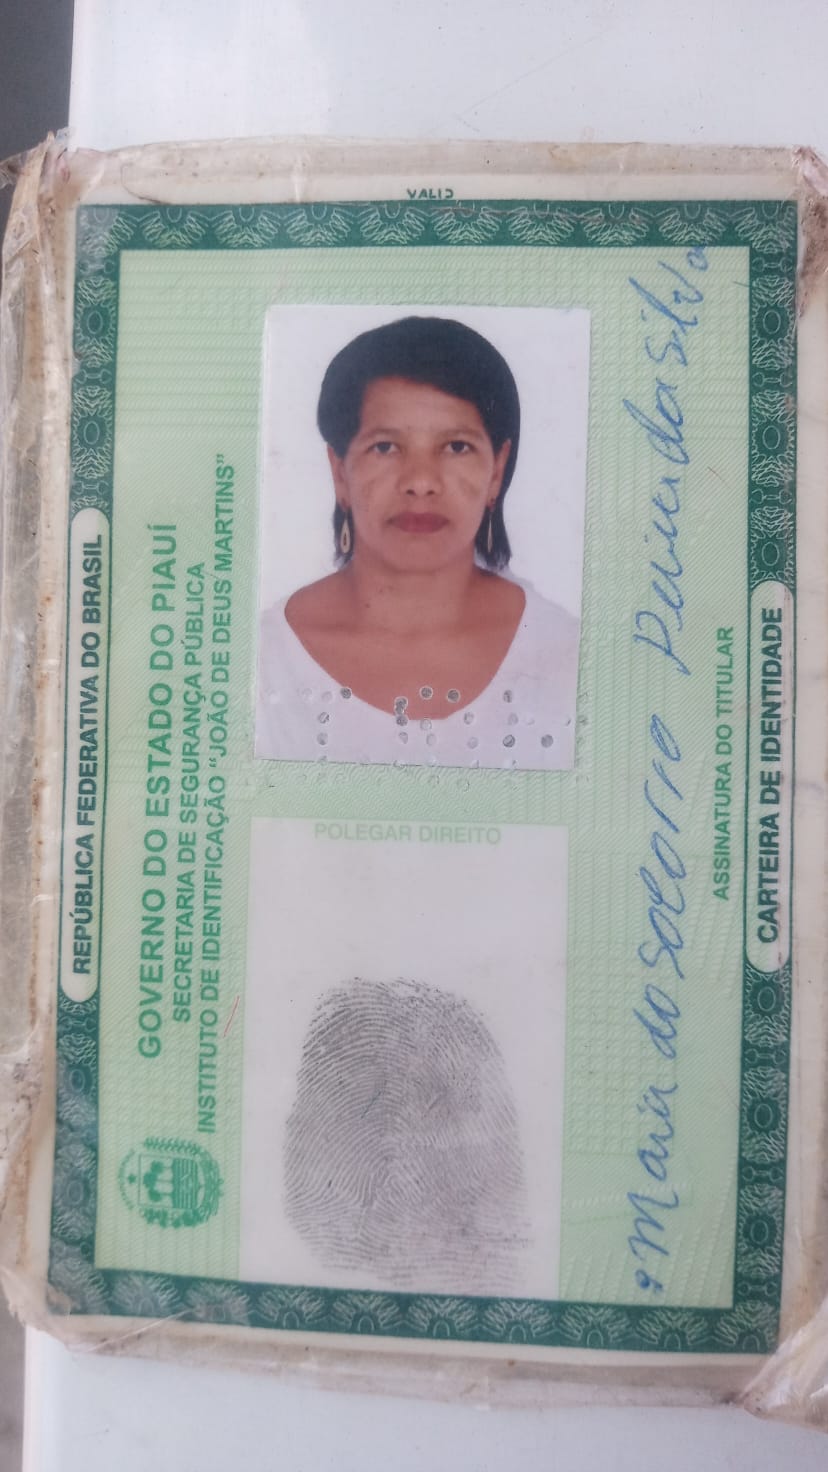 VALID
REPÚBLICA FEDERATIVA DO BRASIL
GOVERNO DO ESTADO DO PIAUÍ
SECRETARIA DE SEGURANÇA PÚBLICA
INSTITUTO DE IDENTIFICAÇÃO “JOÃO DE DEUS MARTINS”
POLEGAR DIREITO
Maria do Socorro Pereira da Silva
ASSINATURA DO TITULAR
CARTEIRA DE IDENTIDADE